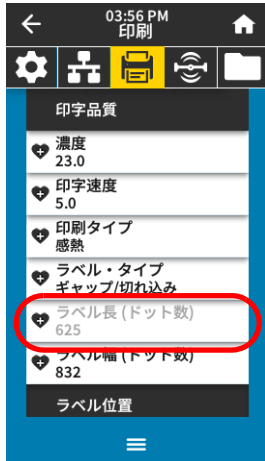 03:56 PM
印刷
印字品質
濃度
23.0
印字速度
5.0
印刷タイプ
感熱
ラベル・タイプ
ギャップ/切れ込み
ラベル長 (ドット数)
625
ラベル幅 (ドット数)
832
ラベル位置